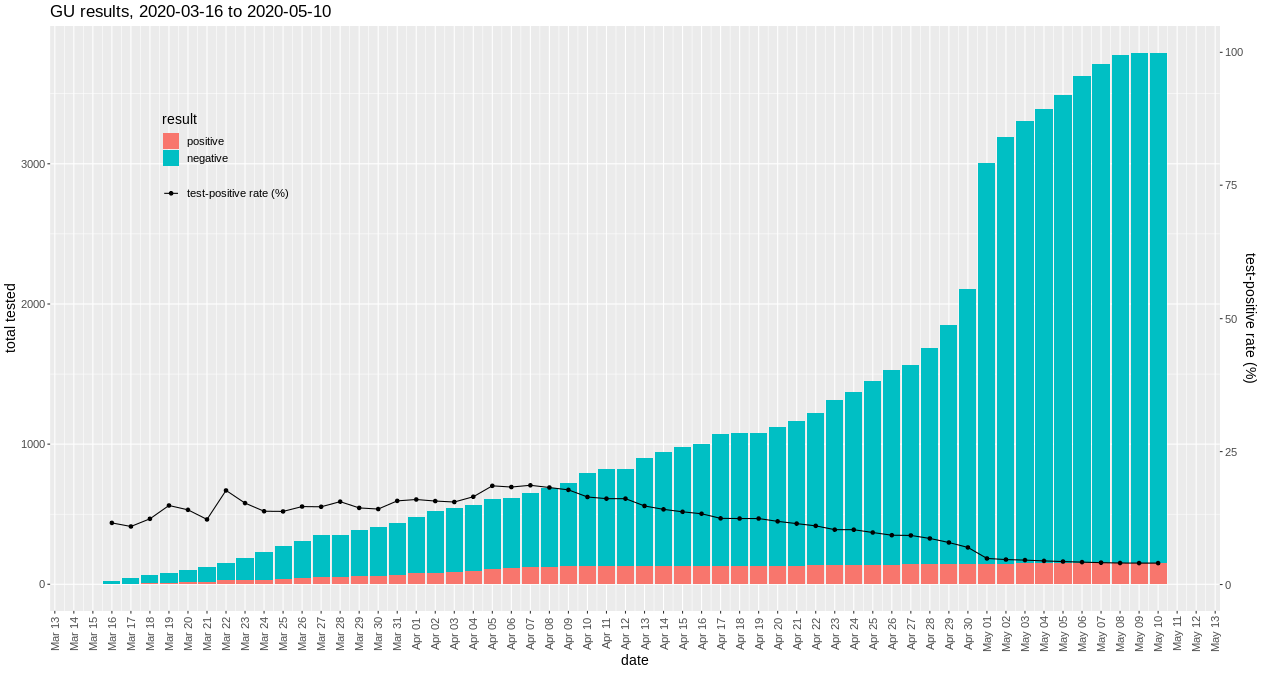 GU results, 2020-03-16 to 2020-05-10
result
positive
negative
test-positive rate (%)
total tested
3000
2000
1000
0
100
75
50
25
0
test-positive rate (%)
Mar 13
Mar 14
Mar 15
Mar 16
Mar 17
Mar 18
Mar 19
Mar 20
Mar 21
Mar 22
Mar 23
Mar 24
Mar 25
Mar 26
Mar 27
Mar 28
Mar 29
Mar 30
Mar 31
Apr 01
Apr 02
Apr 03
Apr 04
Apr 05
Apr 06
Apr 07
Apr 08
Apr 09
Apr 10
Apr 11
Apr 12
Apr 13
Apr 14
Apr 15
Apr 16
Apr 17
Apr 18
Apr 19
Apr 20
Apr 21
Apr 22
Apr 23
Apr 24
Apr 25
Apr 26
Apr 27
Apr 28
Apr 29
Apr 30
May 01
May 02
May 03
May 04
May 05
May 06
May 07
May 08
May 09
May 10
May 11
May 12
May 13
date